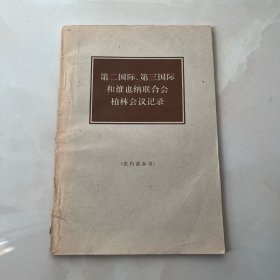 第二国际、第三国际
和维也纳联合会
柏林会议记录
(供内部参考)